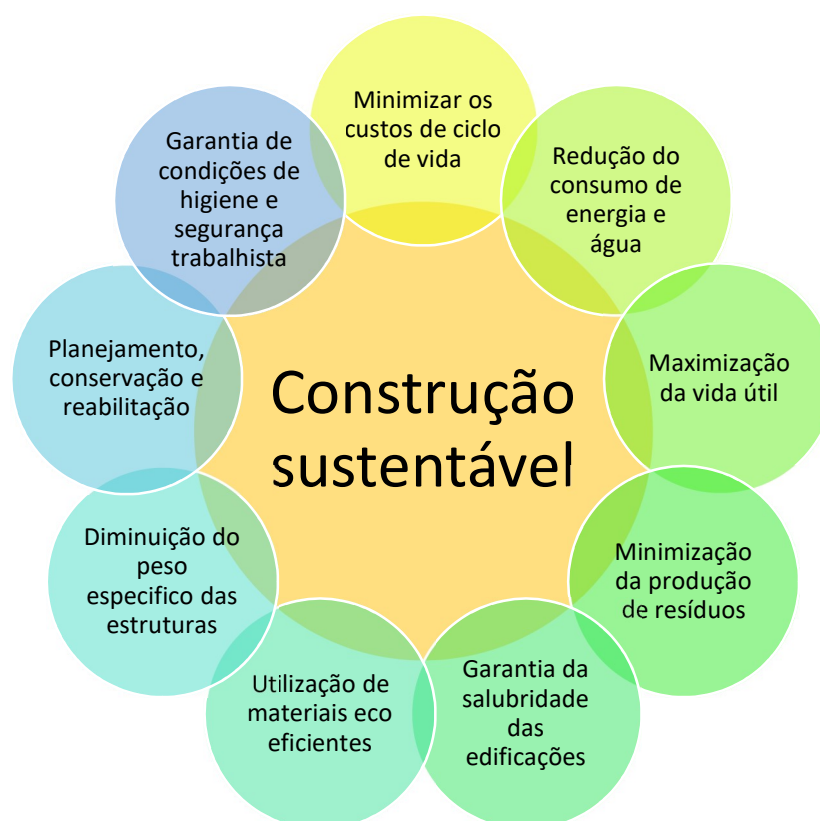 Minimizar os
custos de ciclo
de vida
Redução do
consumo de
energia e
água
Maximização
da vida útil
Minimização
da produção
de resíduos
Garantia da
salubridade
das
edificações
Utilização de
materiais eco
eficientes
Diminuição do
peso
especifico das
estruturas
Planejamento,
conservação e
reabilitação
Garantia de
condições de
higiene e
segurança
trabalhista
Construção
sustentável